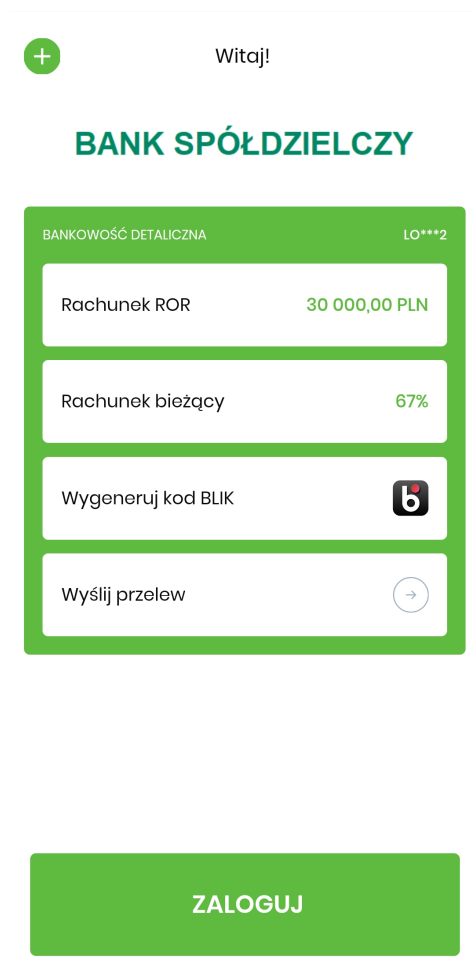 Witaj!
BANK SPÓŁDZIELCZY
BANKOWOŚĆ DETALICZNA LO***2
Rachunek ROR 30 000,00 PLN
Rachunek bieżący 67%
Wygeneruj kod BLIK
Wyślij przelew
ZALOGUJ